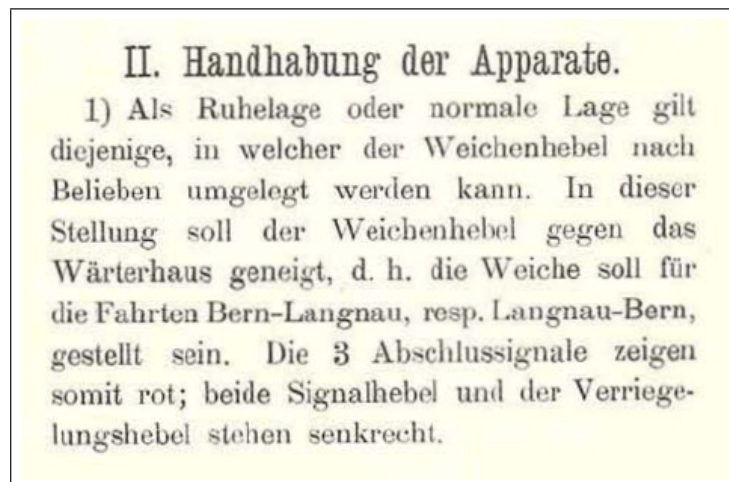 II. Handhabung der Apparate.
1) Als Ruhelage oder normale Lage gilt
diejenige, in welcher der Weichenhebel nach
Belieben umgelegt werden kann. In dieser
Stellung soll der Weichenhebel gegen das
Wärterhaus geneigt, d. h. die Weiche soll für
die Fahrten Bern-Langnau, resp. Langnau-Bern,
gestellt sein. Die 3 Abschlussignale zeigen
somit rot; beide Signalhebel und der Verriege-
lungshebel stehen senkrecht.